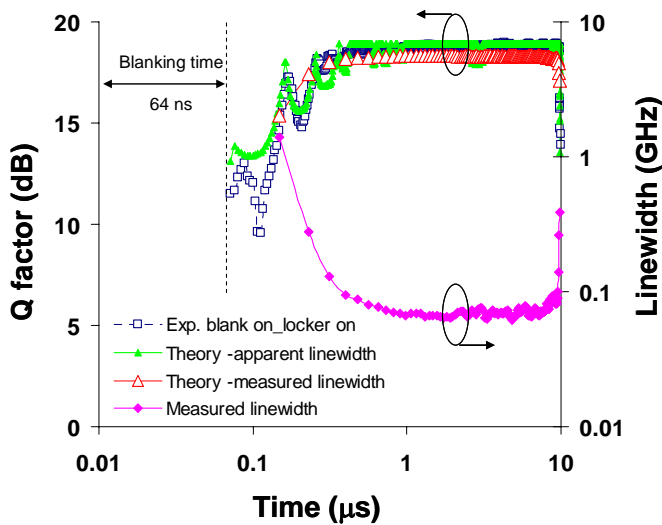 20
15
10
5
0
Q factor (dB)
Blanking time
64 ns
Exp. blank on_locker on
Theory -apparent linewidth
Theory -measured linewidth
Measured linewidth
10
1
0.1
0.01
Linewidth (GHz)
0.01
0.1
1
10
Time (µs)